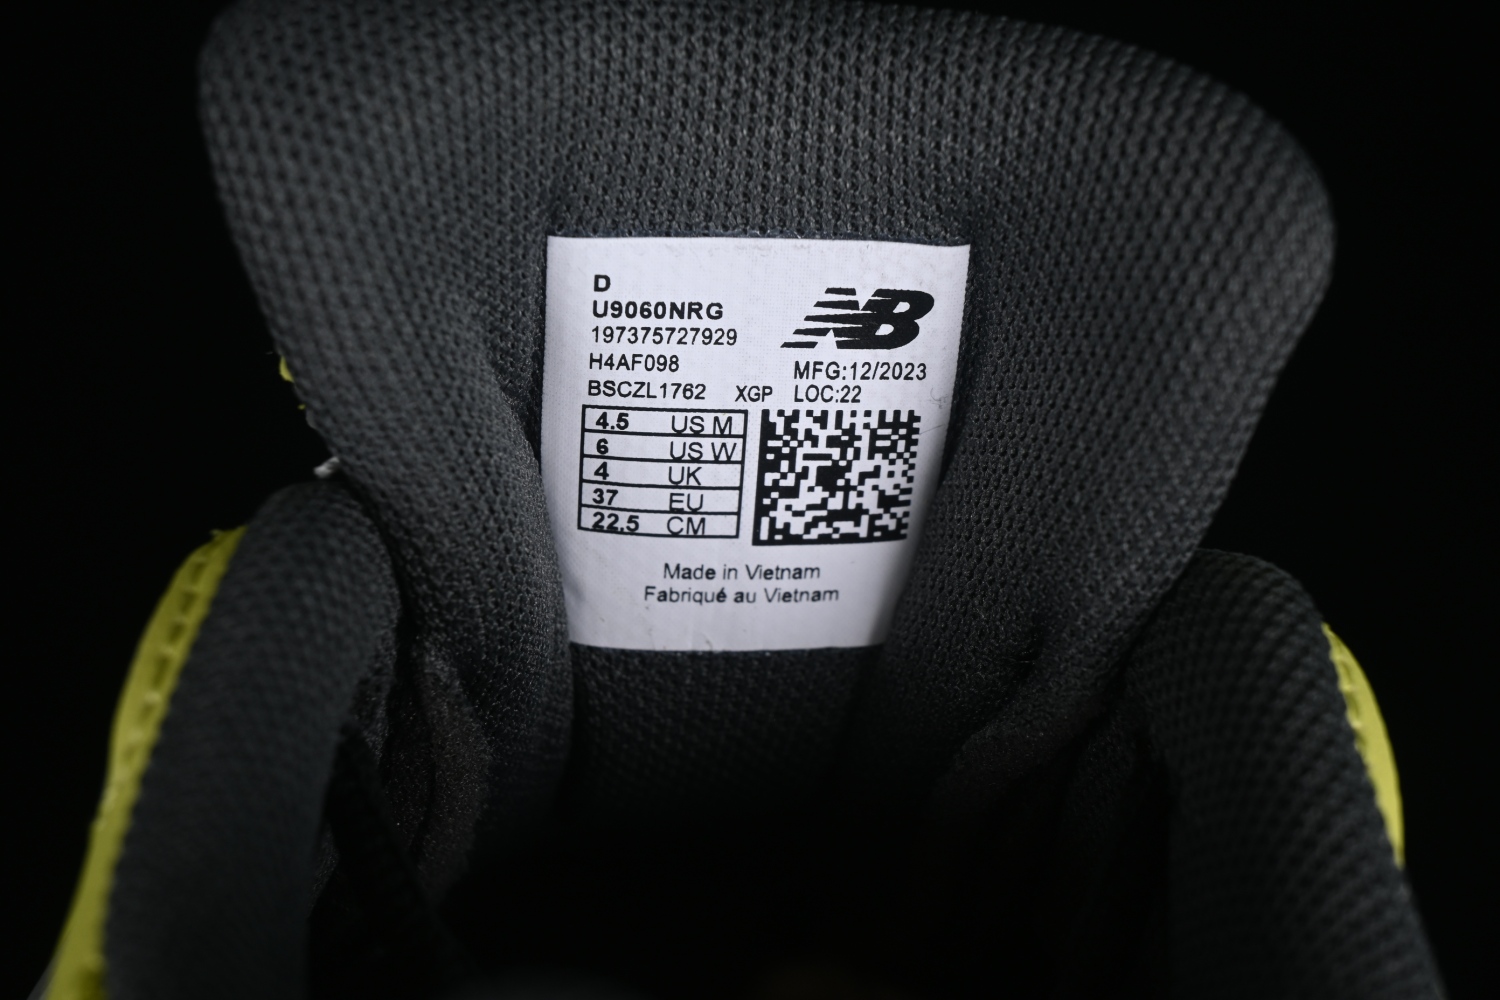 D
U9060NRG
197375727929
H4AF098
BSCZL1762 XGP
NB
MFG:12/2023
LOC:22
4.5 US M
6 US W
4 UK
37 EU
22.5 CM
Made in Vietnam
Fabriqué au Vietnam